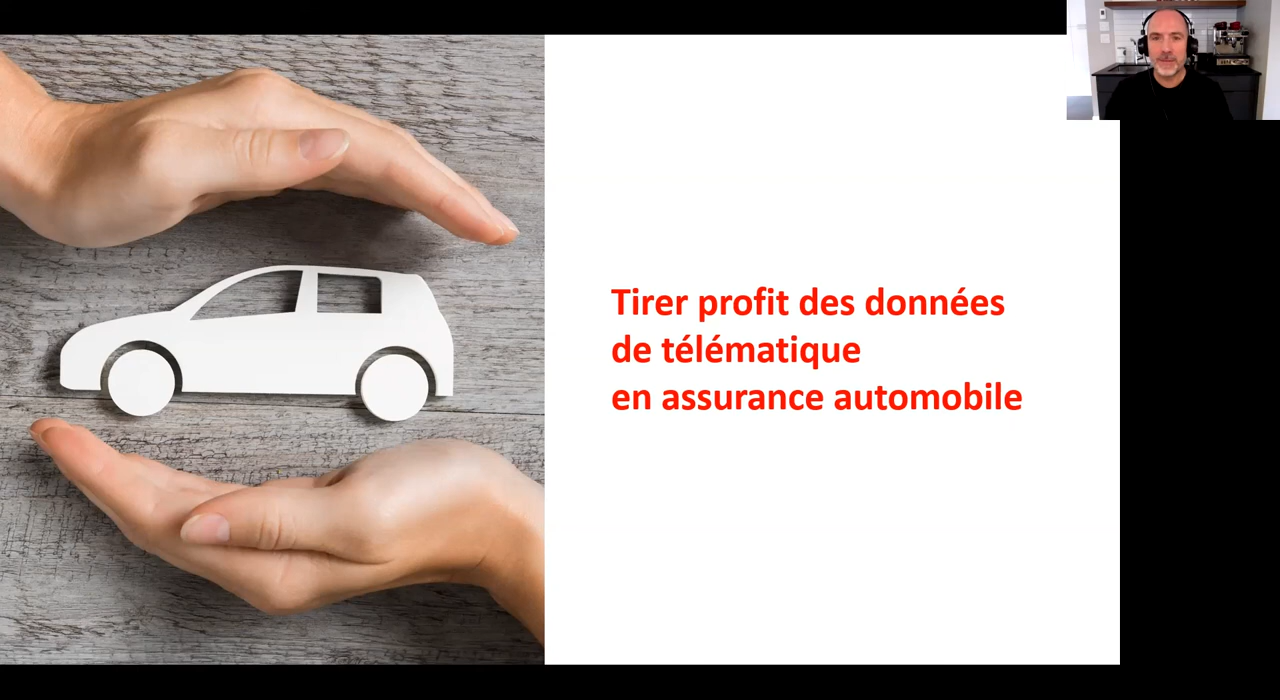 Tirer profit des données
de télématique
en assurance automobile